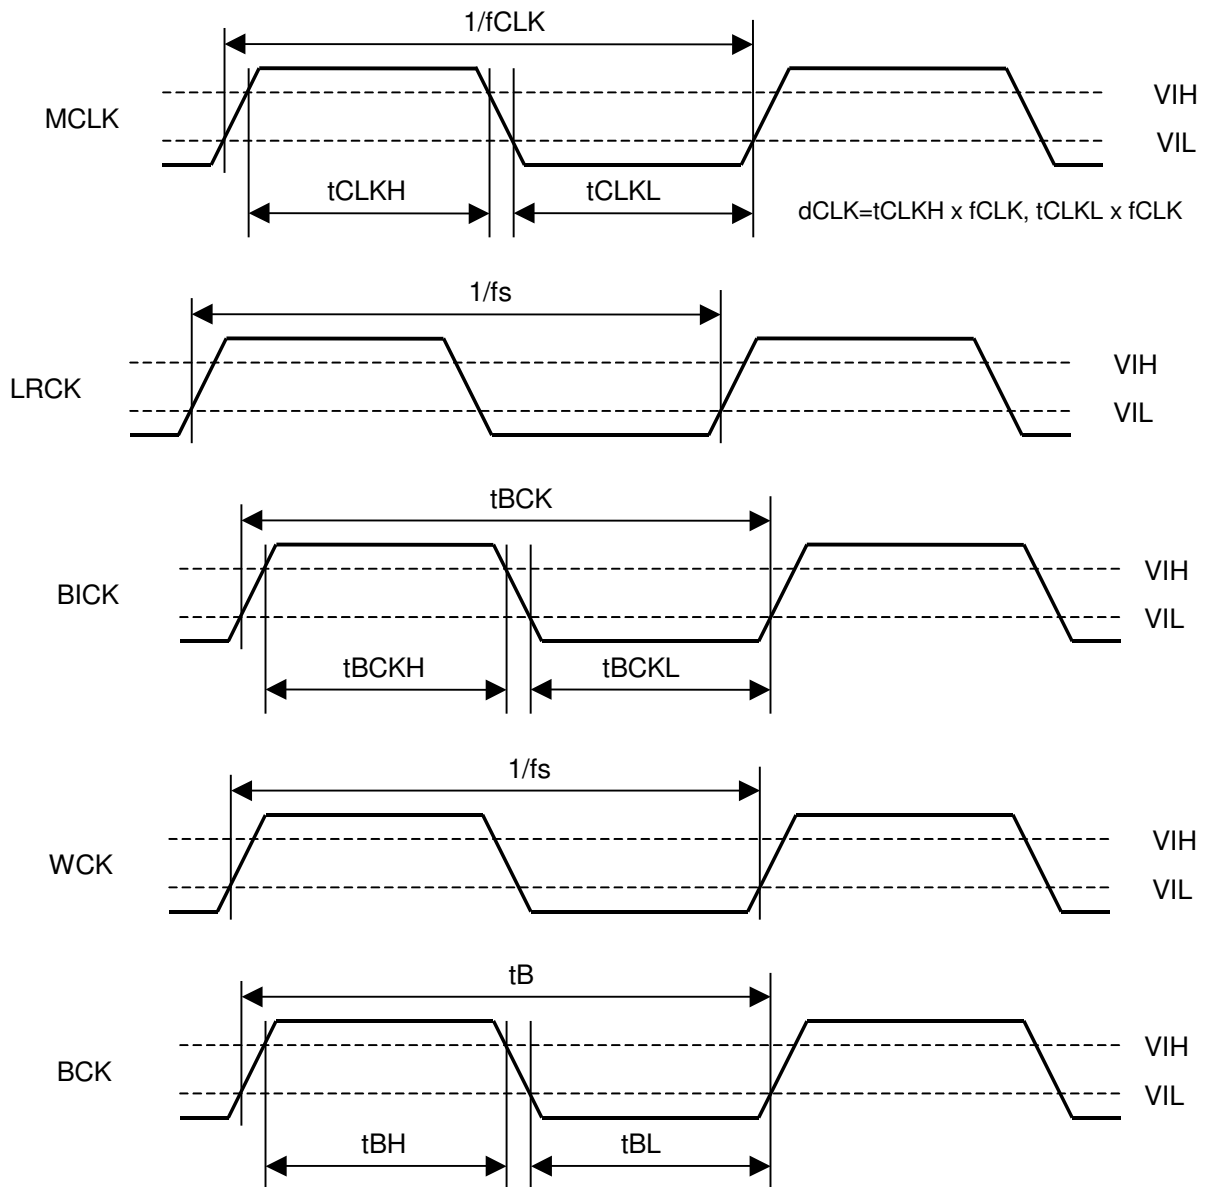 1/fCLK
MCLK
VIH
VIL
tCLKH
tCLKL
dCLK=tCLKH x fCLK, tCLKL x fCLK
1/fs
LRCK
VIH
VIL
tBCK
BICK
VIH
VIL
tBCKH
tBCKL
1/fs
WCK
VIH
VIL
tB
BCK
VIH
VIL
tBH
tBL